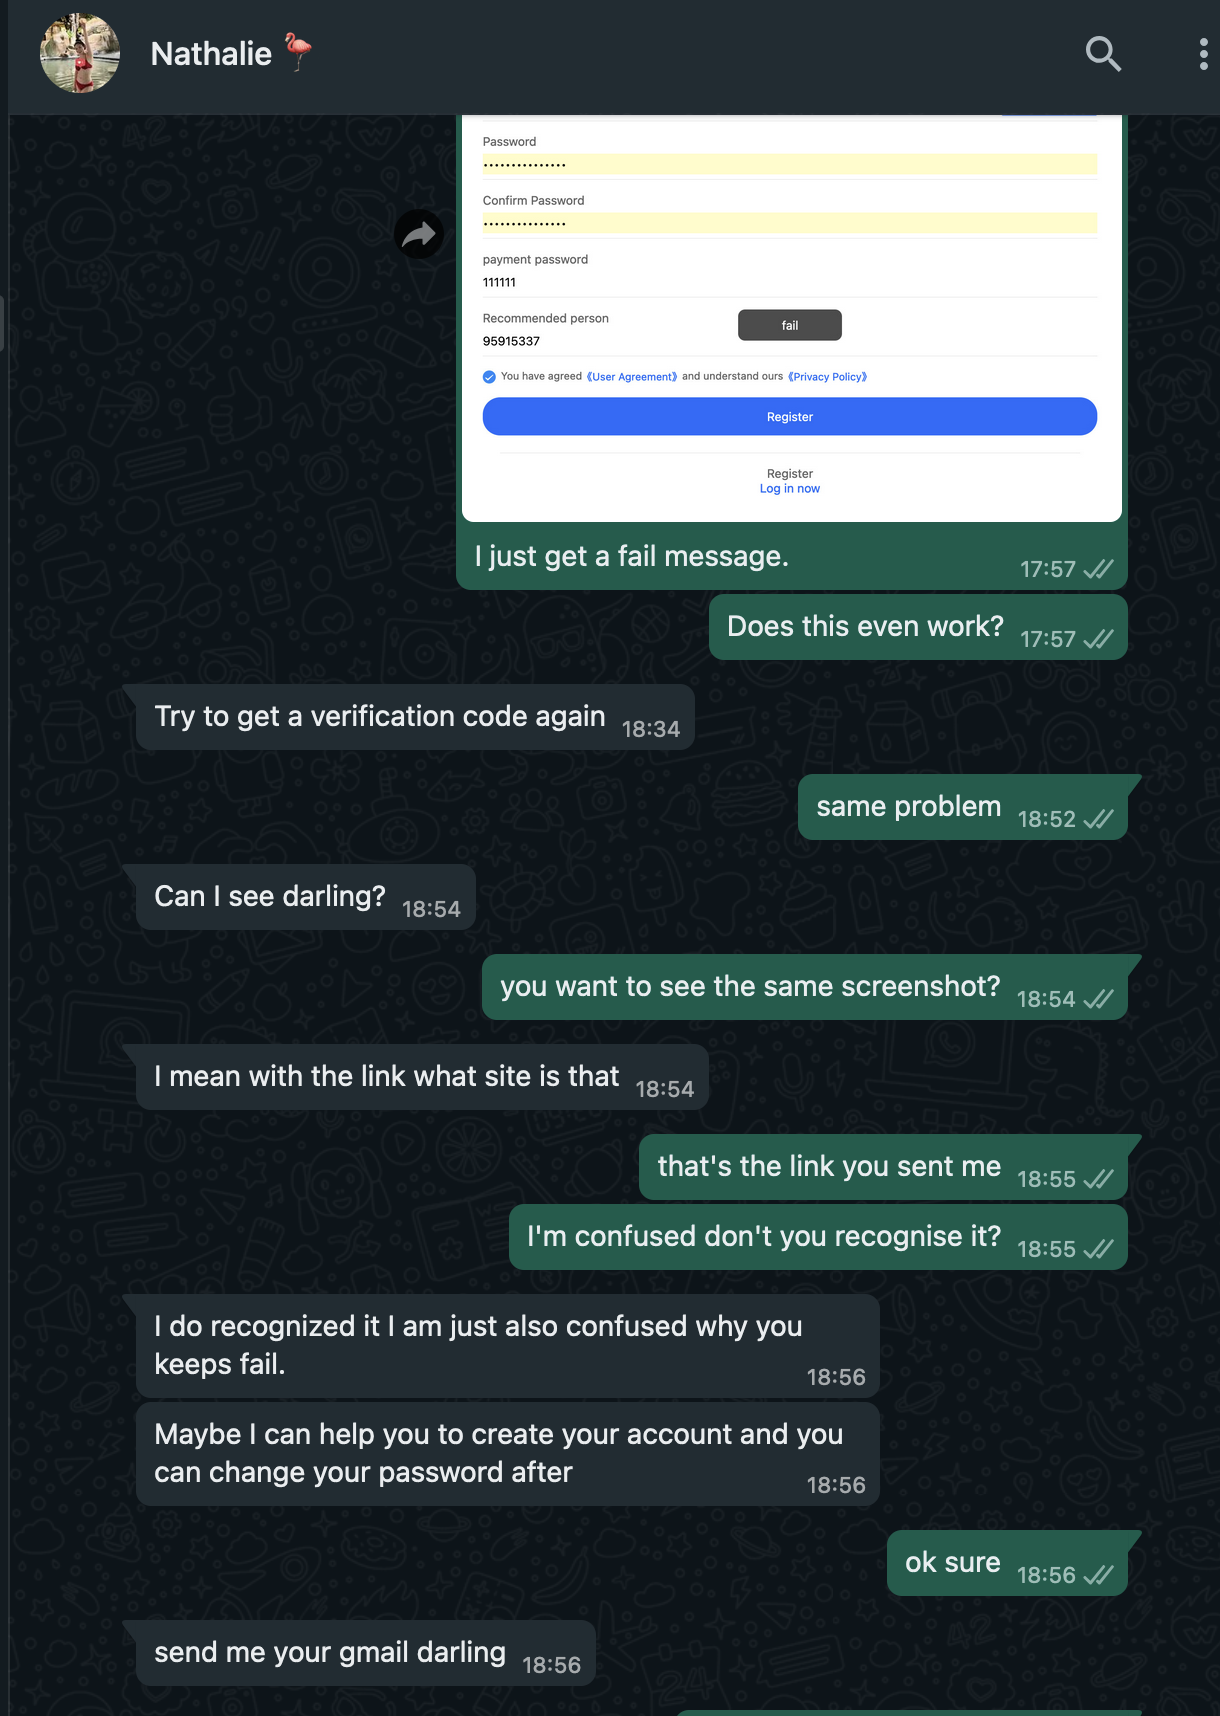 Nathalie 🦩
Password
•••••••••••••••
Confirm Password
•••••••••••••••
payment password
111111
Recommended person
fail
95915337
You have agreed 《User Agreement》 and understand ours 《Privacy Policy》
Register
Register
Log in now
I just get a fail message.
17:57
Does this even work? 17:57
Try to get a verification code again 18:34
same problem 18:52
Can I see darling? 18:54
you want to see the same screenshot? 18:54
I mean with the link what site is that 18:54
that's the link you sent me 18:55
I'm confused don't you recognise it? 18:55
I do recognized it I am just also confused why you
keeps fail.
18:56
Maybe I can help you to create your account and you
can change your password after
18:56
ok sure 18:56
send me your gmail darling 18:56